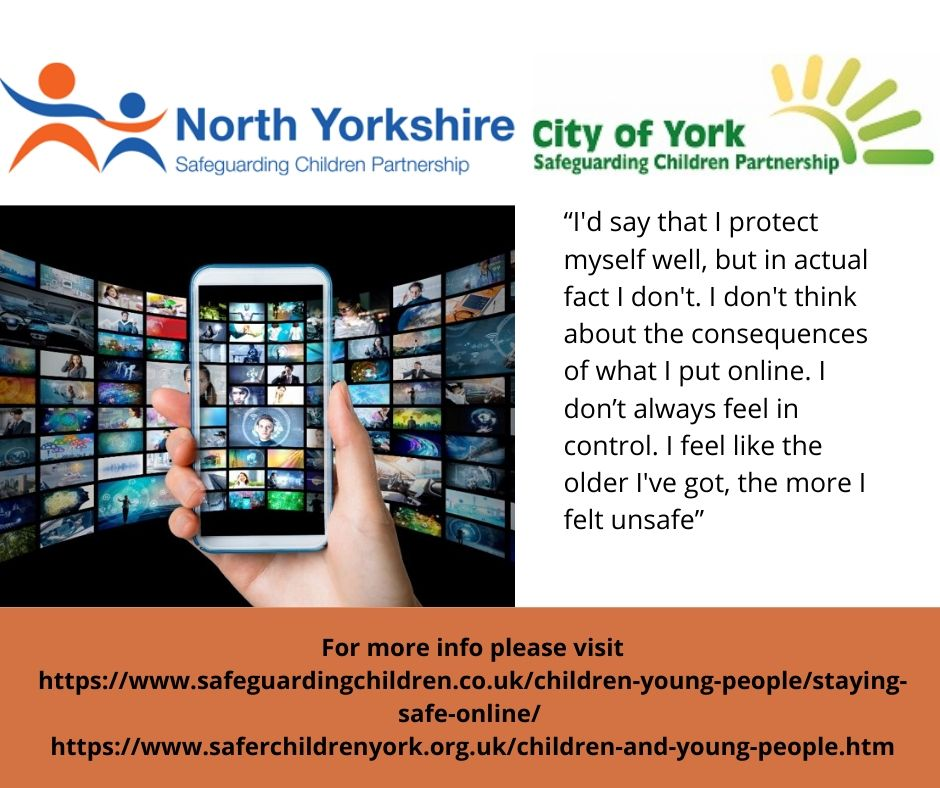 North Yorkshire
Safeguarding Children Partnership
City of York
Safeguarding Children Partnership
“I'd say that I protect
myself well, but in actual
fact I don't. I don't think
about the consequences
of what I put online. I
don’t always feel in
control. I feel like the
older I've got, the more I
felt unsafe”
For more info please visit
https://www.safeguardingchildren.co.uk/children-young-people/staying-
safe-online/
https://www.saferchildrenyork.org.uk/children-and-young-people.htm